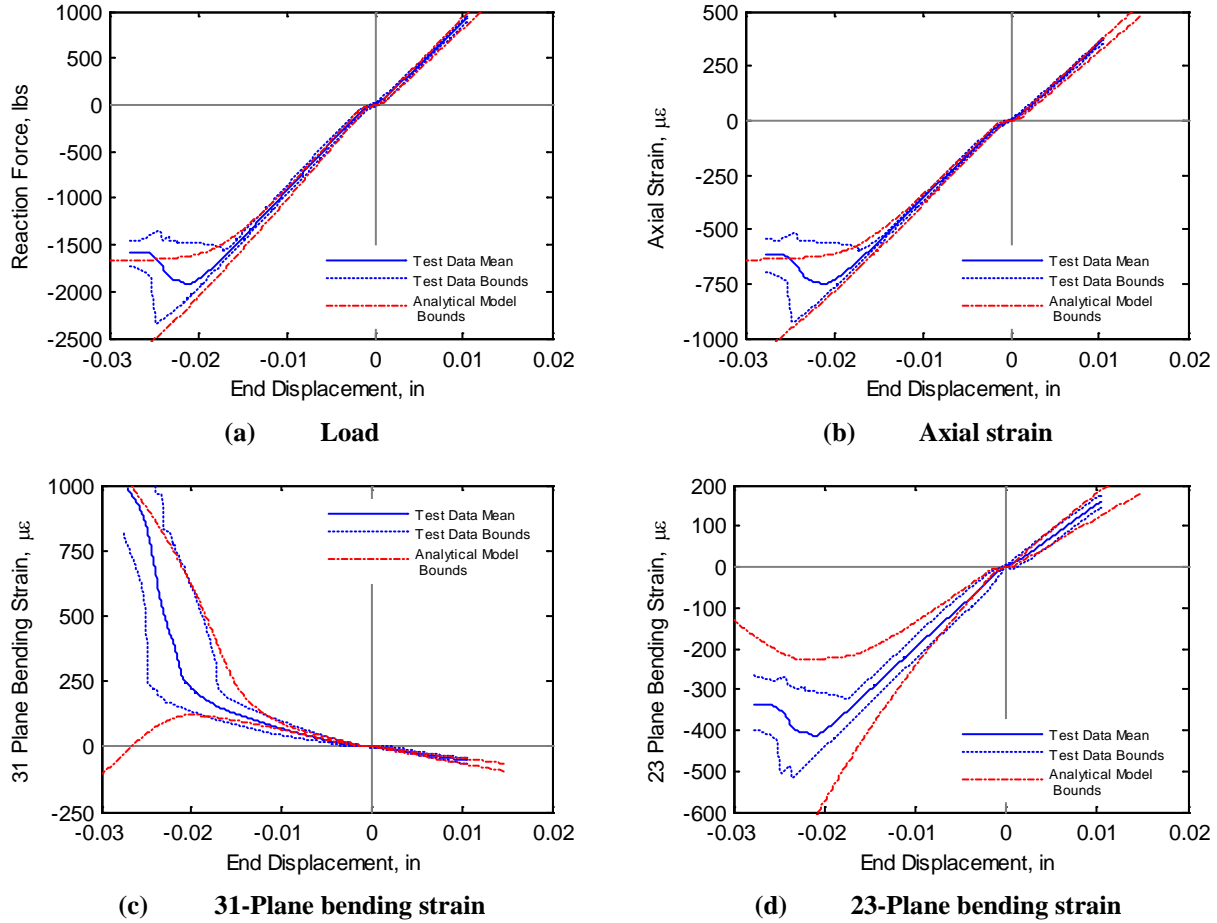 1000
500
0
-500
-1000
-1500
-2000
-2500
Reaction Force, lbs
-0.03 -0.02 -0.01 0 0.01 0.02
End Displacement, in
Test Data Mean
Test Data Bounds
Analytical Model
Bounds
(a) Load
500
250
0
-250
-500
-750
-1000
Axial Strain, με
-0.03 -0.02 -0.01 0 0.01 0.02
End Displacement, in
Test Data Mean
Test Data Bounds
Analytical Model
Bounds
(b) Axial strain
1000
750
500
250
0
-250
31 Plane Bending Strain, με
-0.03 -0.02 -0.01 0 0.01 0.02
End Displacement, in
Test Data Mean
Test Data Bounds
Analytical Model
Bounds
(c) 31-Plane bending strain
200
100
0
-100
-200
-300
-400
-500
-600
23 Plane Bending Strain, με
-0.03 -0.02 -0.01 0 0.01 0.02
End Displacement, in
Test Data Mean
Test Data Bounds
Analytical Model
Bounds
(d) 23-Plane bending strain